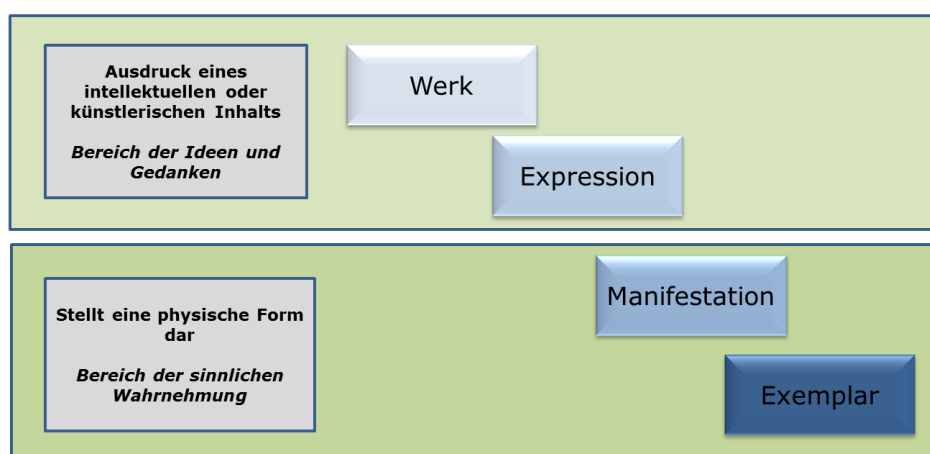 Ausdruck eines
intellektuellen oder
künstlerischen Inhalts
Bereich der Ideen und
Gedanken
Werk
Expression
Stellt eine physische Form
dar
Bereich der sinnlichen
Wahrnehmung
Manifestation
Exemplar